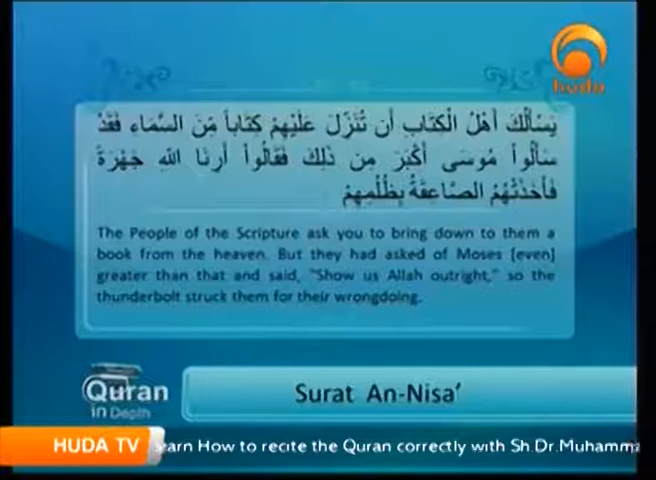 huda
يَسْأَلُكَ أَهْلُ الْكِتَابِ أَن تُنَزِّلَ عَلَيْهِمْ كِتَاباً مِّنَ السَّمَاءِ فَقَدْ
سَأَلُواْ مُوسَى أَكْبَرَ مِن ذَلِكَ فَقَالُواْ أَرِنَا اللّهِ جَهْرَةً
فَأَخَذَتْهُمُ الصَّاعِقَةُ بِظُلْمِهِمْ
The People of the Scripture ask you to bring down to them a
book from the heaven. But they had asked of Moses [even]
greater than that and said, "Show us Allah outright," so the
thunderbolt struck them for their wrongdoing.
Quran
in Depth
Surat An-Nisa'
HUDA TV earn How to recite the Quran correctly with Sh.Dr.Muhamma